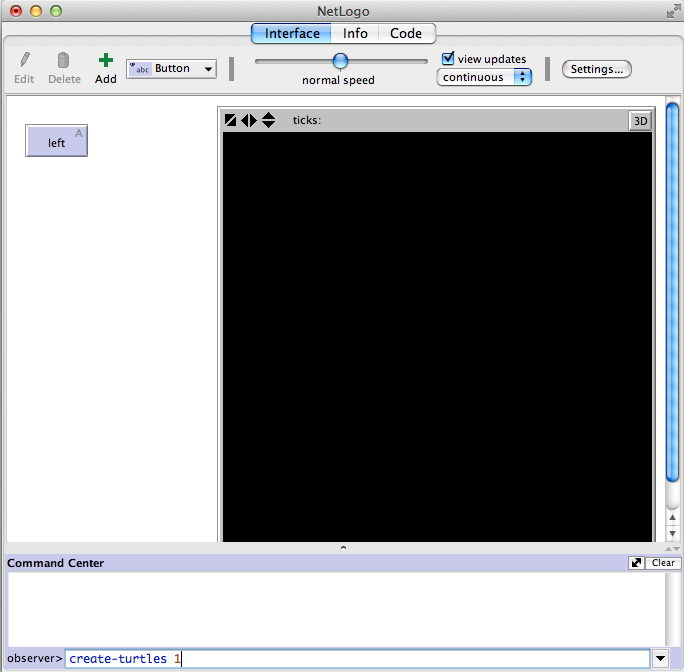 NetLogo
Interface Info Code
Edit Delete Add abc Button normal speed view updates continuous Settings...
left A
ticks: 3D
Command Center Clear
observer> create-turtles 1